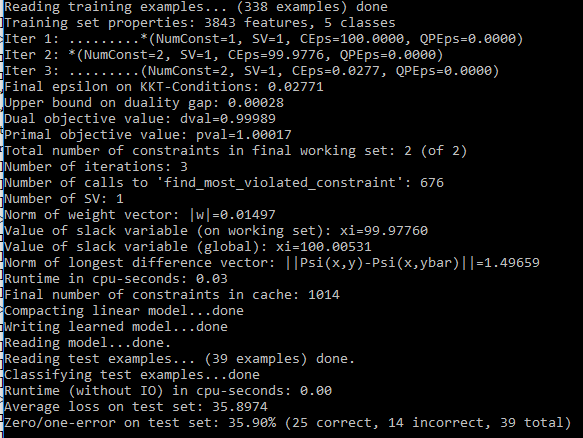 Reading training examples... (338 examples) done
Training set properties: 3843 features, 5 classes
Iter 1: .........*(NumConst=1, SV=1, CEps=100.0000, QPEps=0.0000)
Iter 2: *(NumConst=2, SV=1, CEps=99.9776, QPEps=0.0000)
Iter 3: .........(NumConst=2, SV=1, CEps=0.0277, QPEps=0.0000)
Final epsilon on KKT-Conditions: 0.02771
Upper bound on duality gap: 0.00028
Dual objective value: dval=0.99989
Primal objective value: pval=1.00017
Total number of constraints in final working set: 2 (of 2)
Number of iterations: 3
Number of calls to 'find_most_violated_constraint': 676
Number of SV: 1
Norm of weight vector: |w|=0.01497
Value of slack variable (on working set): xi=99.97760
Value of slack variable (global): xi=100.00531
Norm of longest difference vector: ||Psi(x,y)-Psi(x,ybar)||=1.49659
Runtime in cpu-seconds: 0.03
Final number of constraints in cache: 1014
Compacting linear model...done
Writing learned model...done
Reading model...done.
Reading test examples... (39 examples) done.
Classifying test examples...done
Runtime (without IO) in cpu-seconds: 0.00
Average loss on test set: 35.8974
Zero/one-error on test set: 35.90% (25 correct, 14 incorrect, 39 total)